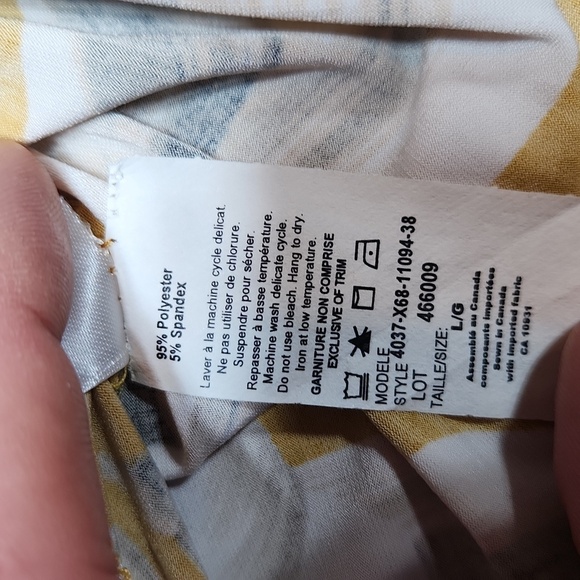 95% Polyester
5% Spandex
Laver à la machine cycle delicat.
Ne pas utiliser de chlorure.
Suspendre pour sécher.
Repasser à basse température.
Machine wash delicate cycle.
Do not use bleach. Hang to dry.
Iron at low temperature.
GARNITURE NON COMPRISE
EXCLUSIVE OF TRIM
MODELE
STYLE 4037-X68-11094-38
LOT 466009
TAILLE/SIZE: L/G
Assemblé au Canada
composants importées
Sewn in Canada
with imported fabric
CA 10931